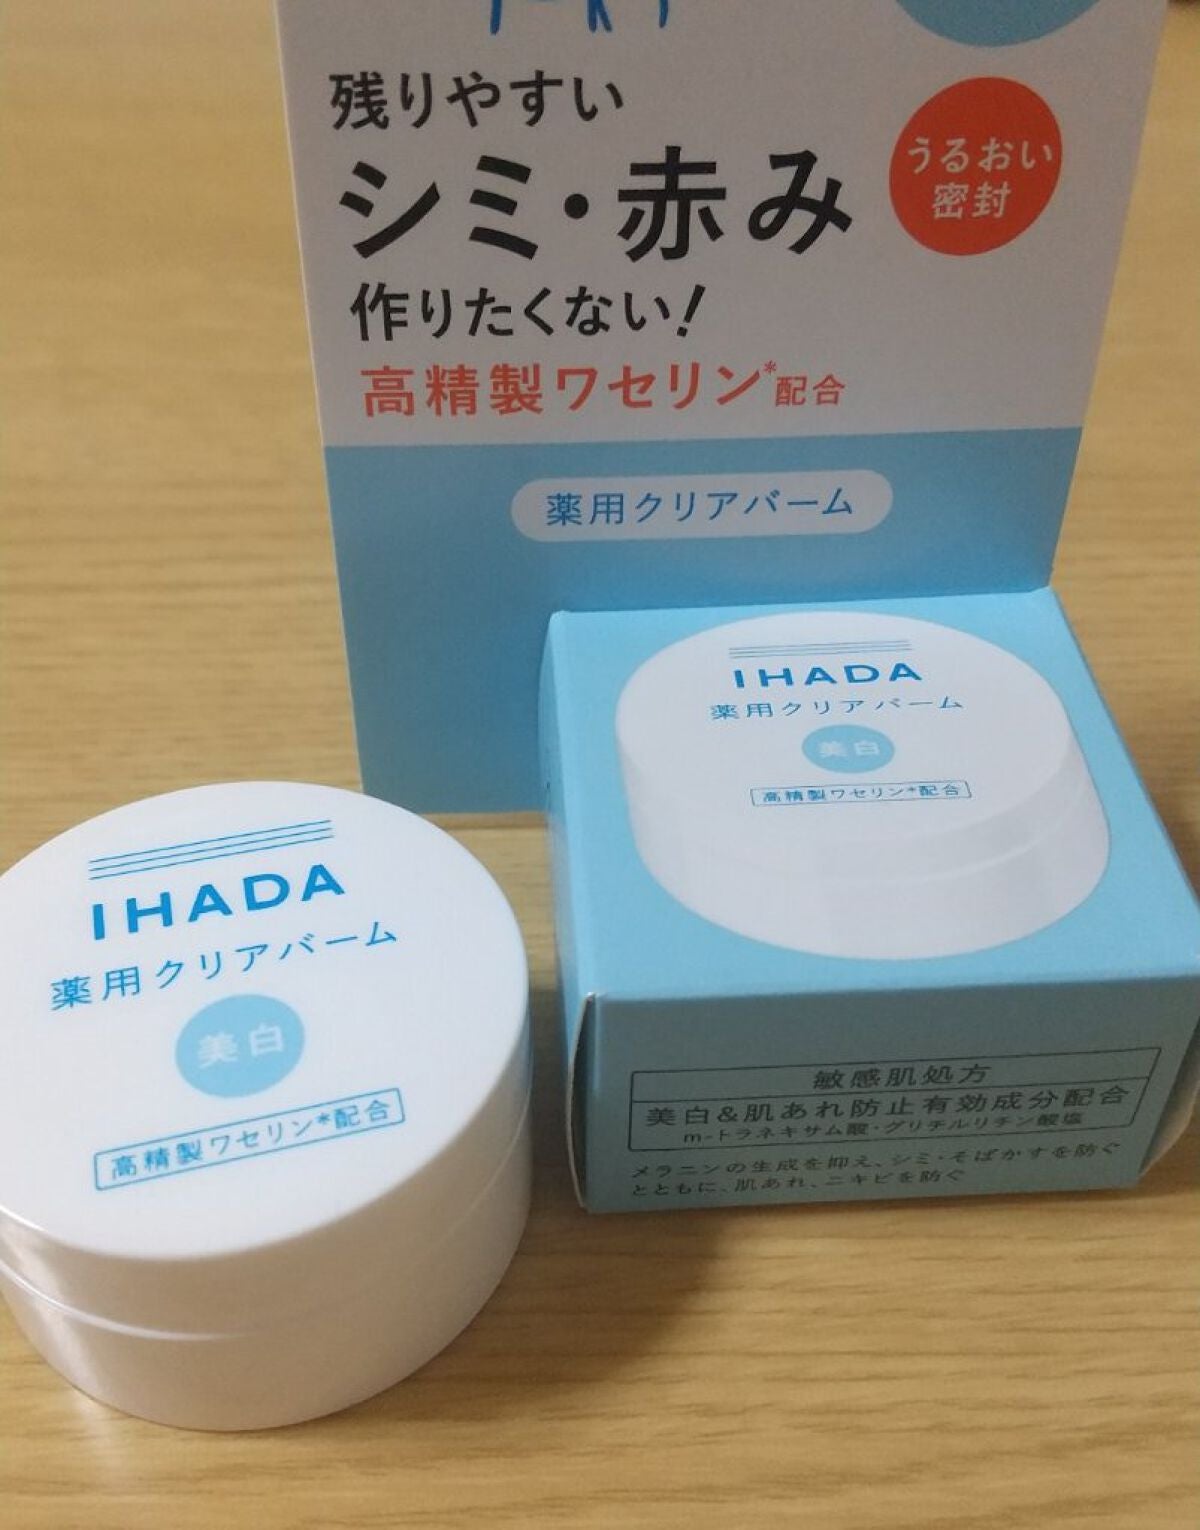 残りやすい
シミ・赤み
作りたくない!
高精製ワセリン*配合
うるおい
密封
薬用クリアバーム
IHADA
薬用クリアバーム
美白
高精製ワセリン*配合
敏感肌処方
美白&肌あれ防止有効成分配合
m-トラネキサム酸・グリチルリチン酸塩
メラニンの生成を抑え、シミ・そばかすを防ぐ
とともに、肌あれ、ニキビを防ぐ
IHADA
薬用クリアバーム
美白
高精製ワセリン*配合